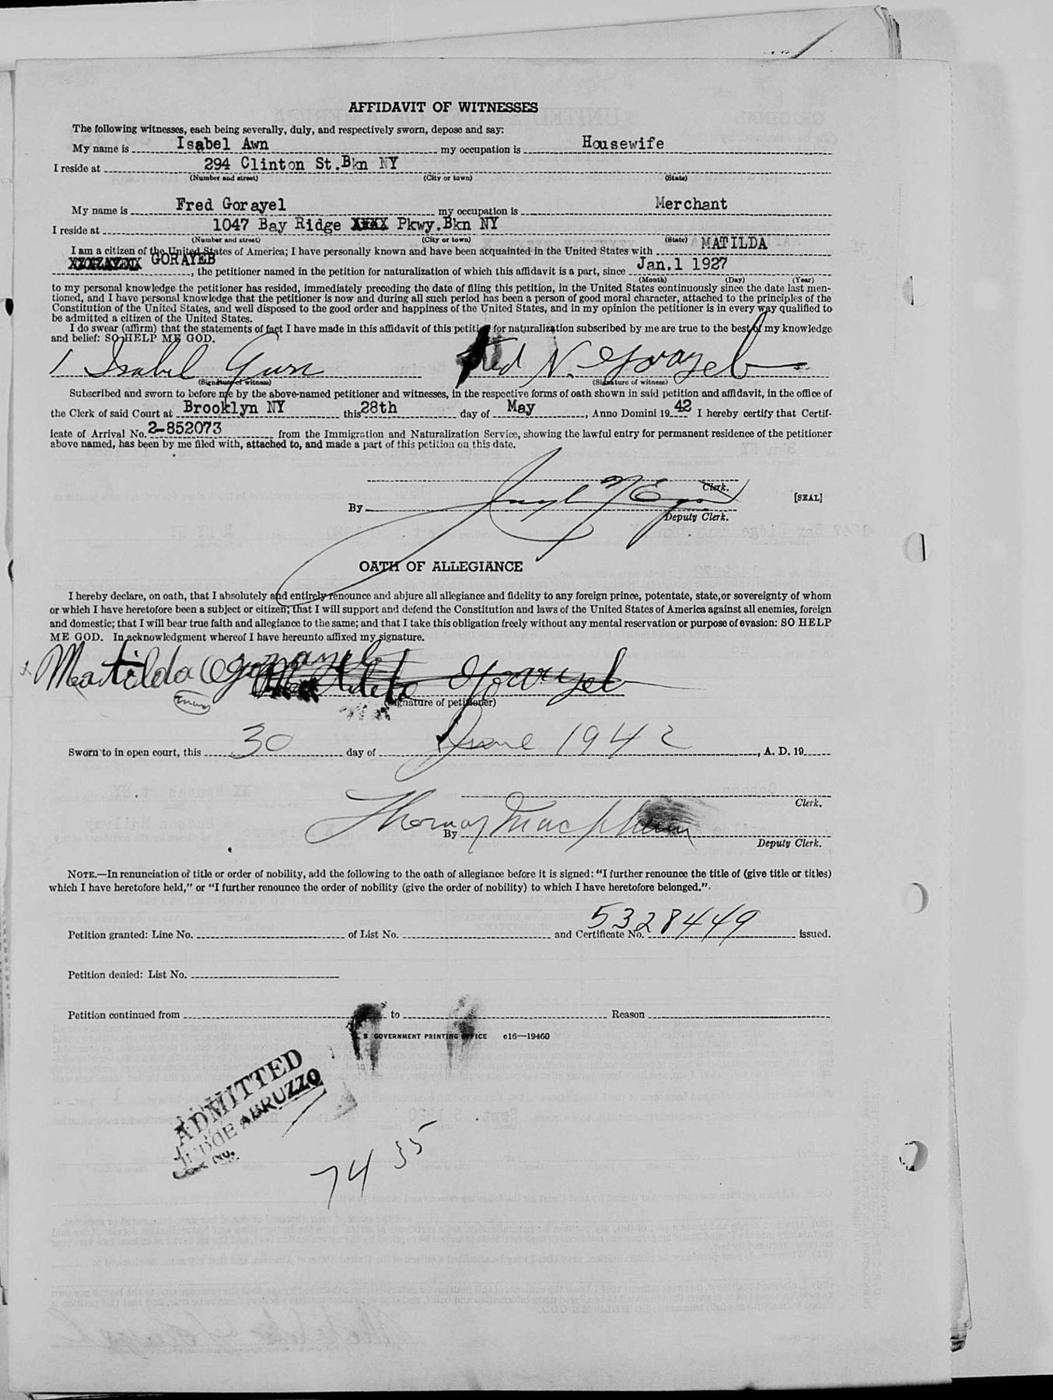 AFFIDAVIT OF WITNESSES
The following witnesses, each being severally, duly, and respectively sworn, depose and say:
My name is Isabel Awn my occupation is Housewife
I reside at 294 Clinton St.Bkn NY
(Number and street) (City or town) (State)
My name is Fred Gorayel my occupation is Merchant
I reside at 1047 Bay Ridge XXXX Pkwy.Bkn NY
(Number and street) (City or town) (State) MATILDA
I am a citizen of the United States of America; I have personally known and have been acquainted in the United States with
GORAYEB, the petitioner named in the petition for naturalization of which this affidavit is a part, since Jan.1 1927
(Month) (Day) (Year)
to my personal knowledge the petitioner has resided, immediately preceding the date of filing this petition, in the United States continuously since the date last men-
tioned, and I have personal knowledge that the petitioner is now and during all such period has been a person of good moral character, attached to the principles of the
Constitution of the United States, and well disposed to the good order and happiness of the United States, and in my opinion the petitioner is in every way qualified to
be admitted a citizen of the United States.
I do swear (affirm) that the statements of fact I have made in this affidavit of this petition for naturalization subscribed by me are true to the best of my knowledge
and belief: SO HELP ME GOD.
Isabel Awn Fred N. Gorayeb
(Signature of witness) (Signature of witness)
Subscribed and sworn to before me by the above-named petitioner and witnesses, in the respective forms of oath shown in said petition and affidavit, in the office of
the Clerk of said Court at Brooklyn NY this 28th day of May, Anno Domini 19 42 I hereby certify that Certif-
icate of Arrival No. 2-852073 from the Immigration and Naturalization Service, showing the lawful entry for permanent residence of the petitioner
above named, has been by me filed with, attached to, and made a part of this petition on this date.
Clerk.
By [SEAL]
Deputy Clerk.
OATH OF ALLEGIANCE
I hereby declare, on oath, that I absolutely and entirely renounce and abjure all allegiance and fidelity to any foreign prince, potentate, state,or sovereignty of whom
or which I have heretofore been a subject or citizen; that I will support and defend the Constitution and laws of the United States of America against all enemies, foreign
and domestic; that I will bear true faith and allegiance to the same; and that I take this obligation freely without any mental reservation or purpose of evasion: SO HELP
ME GOD. In acknowledgment whereof I have hereunto affixed my signature.
Matilda Gorayeb Gorayeb
(Signature of petitioner)
Sworn to in open court, this 30 day of June 1942, A. D. 19
Clerk.
Thomas By
Deputy Clerk.
NOTE.—In renunciation of title or order of nobility, add the following to the oath of allegiance before it is signed: "I further renounce the title of (give title or titles)
which I have heretofore held," or "I further renounce the order of nobility (give the order of nobility) to which I have heretofore belonged."
Petition granted: Line No. of List No. and Certificate No. 5328449 issued.
Petition denied: List No.
Petition continued from to Reason
GOVERNMENT PRINTING OFFICE c16—19460
ADMITTED
JUDGE ABRUZZO
No.
7435